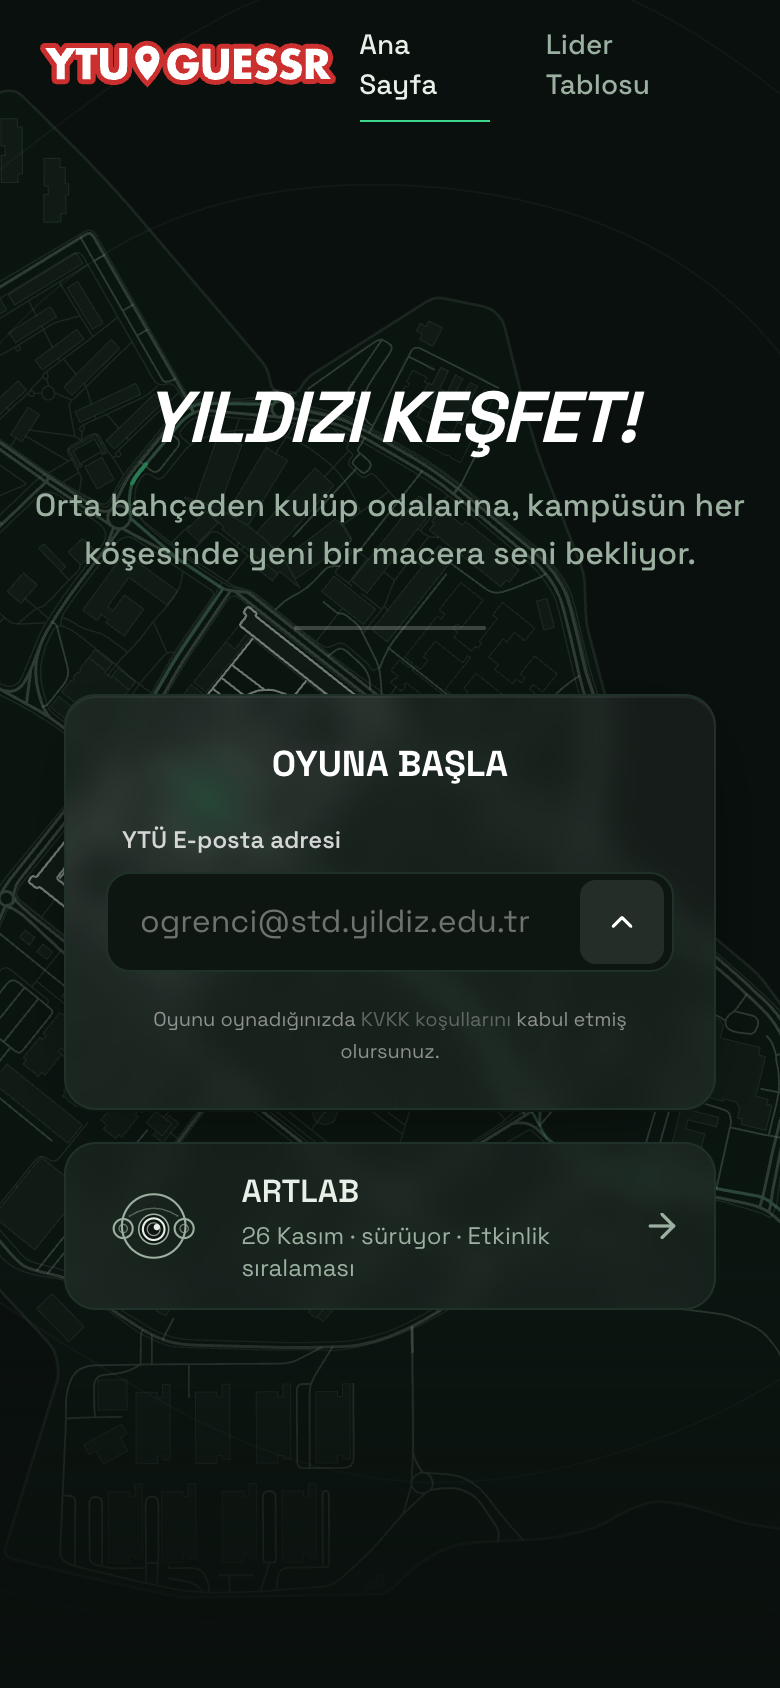 YTU GUESSR
Ana
Sayfa
Lider
Tablosu
YILDIZI KEŞFET!
Orta bahçeden kulüp odalarına, kampüsün her
köşesinde yeni bir macera seni bekliyor.
OYUNA BAŞLA
YTÜ E-posta adresi
ogrenci@std.yildiz.edu.tr
Oyunu oynadığınızda KVKK koşullarını kabul etmiş
olursunuz.
ARTLAB
26 Kasım · sürüyor · Etkinlik
sıralaması